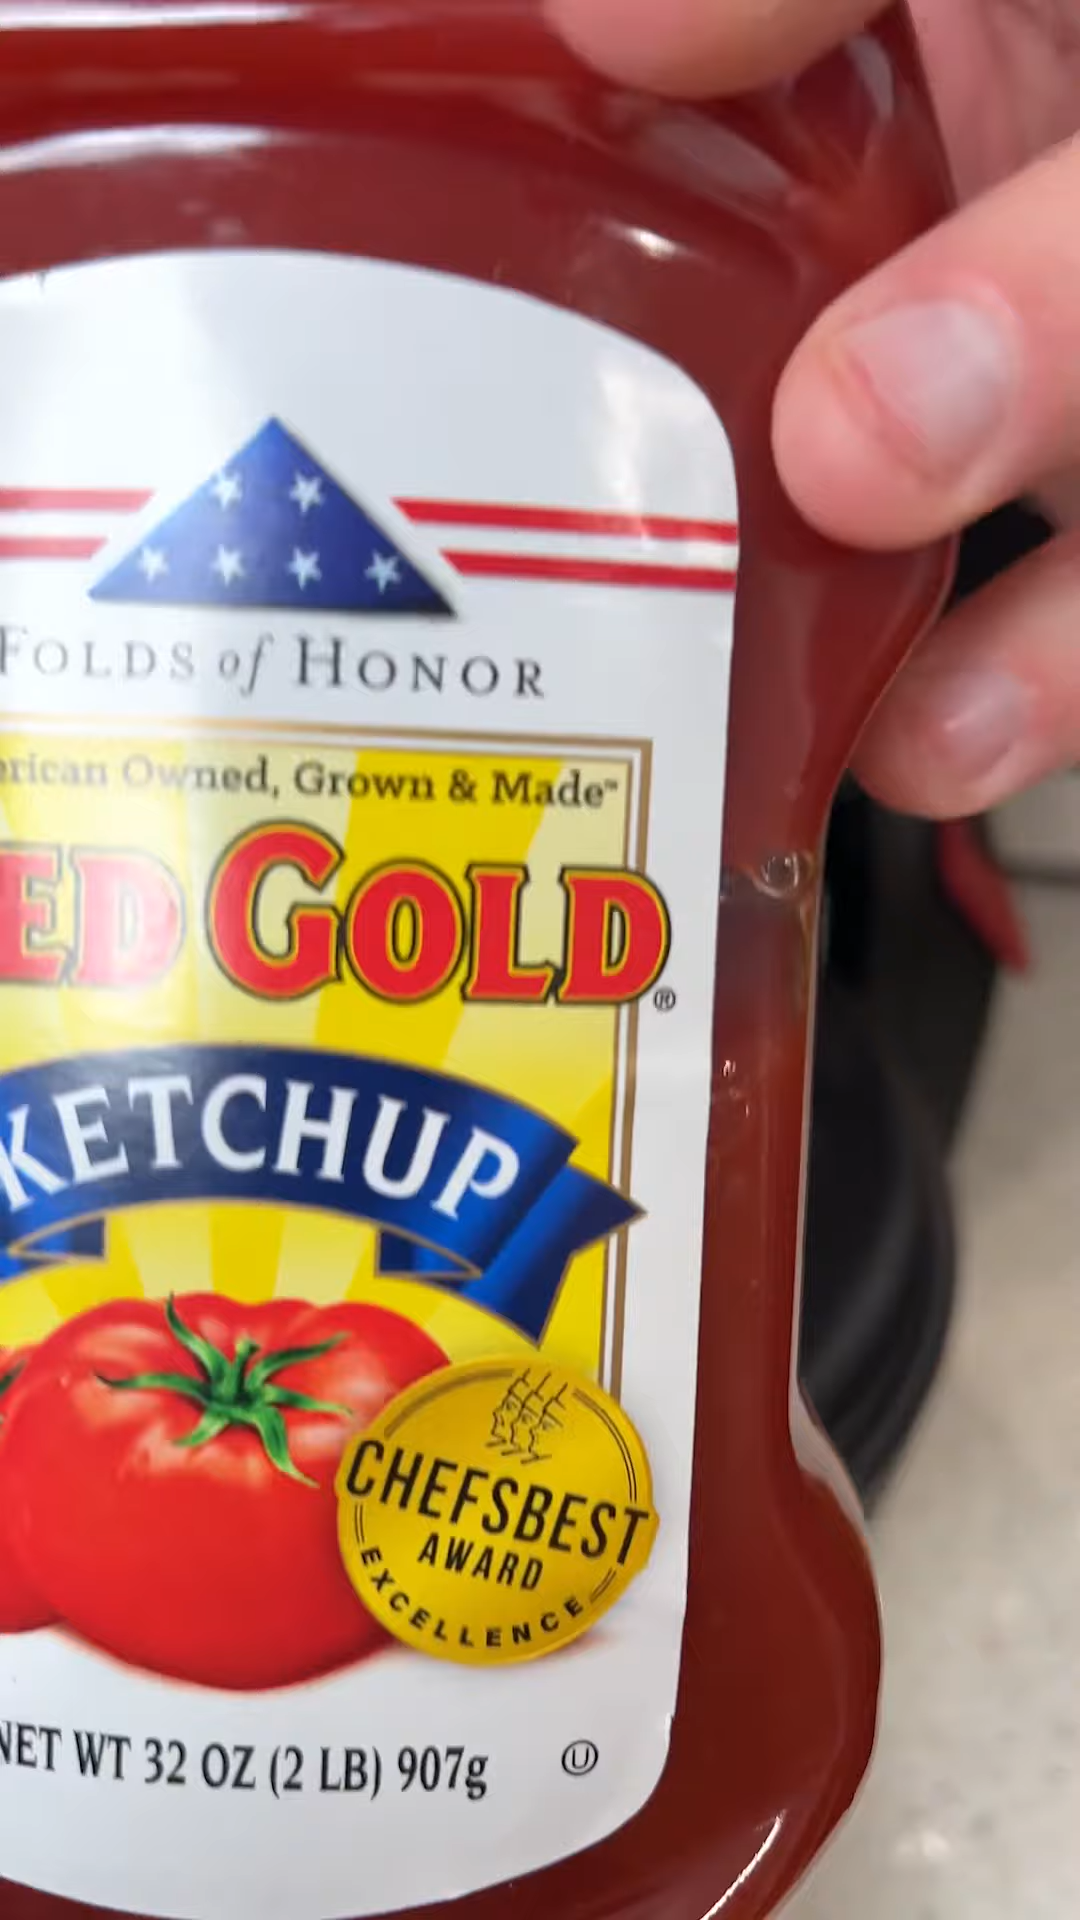 FOLDS of HONOR
erican Owned, Grown & Made™
ED GOLD®
KETCHUP
CHEFSBEST
AWARD
EXCELLENCE
NET WT 32 OZ (2 LB) 907g
U